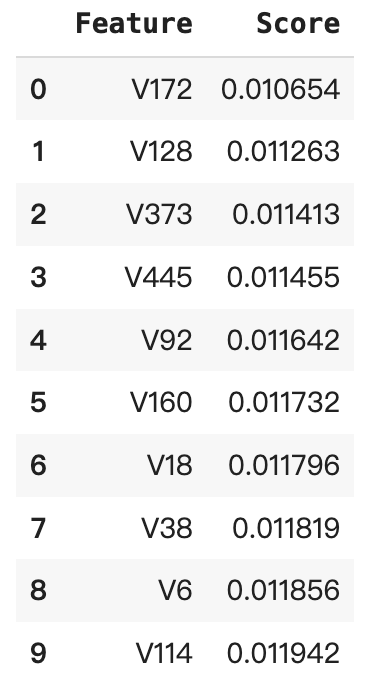 Feature Score
0 V172 0.010654
1 V128 0.011263
2 V373 0.011413
3 V445 0.011455
4 V92 0.011642
5 V160 0.011732
6 V18 0.011796
7 V38 0.011819
8 V6 0.011856
9 V114 0.011942